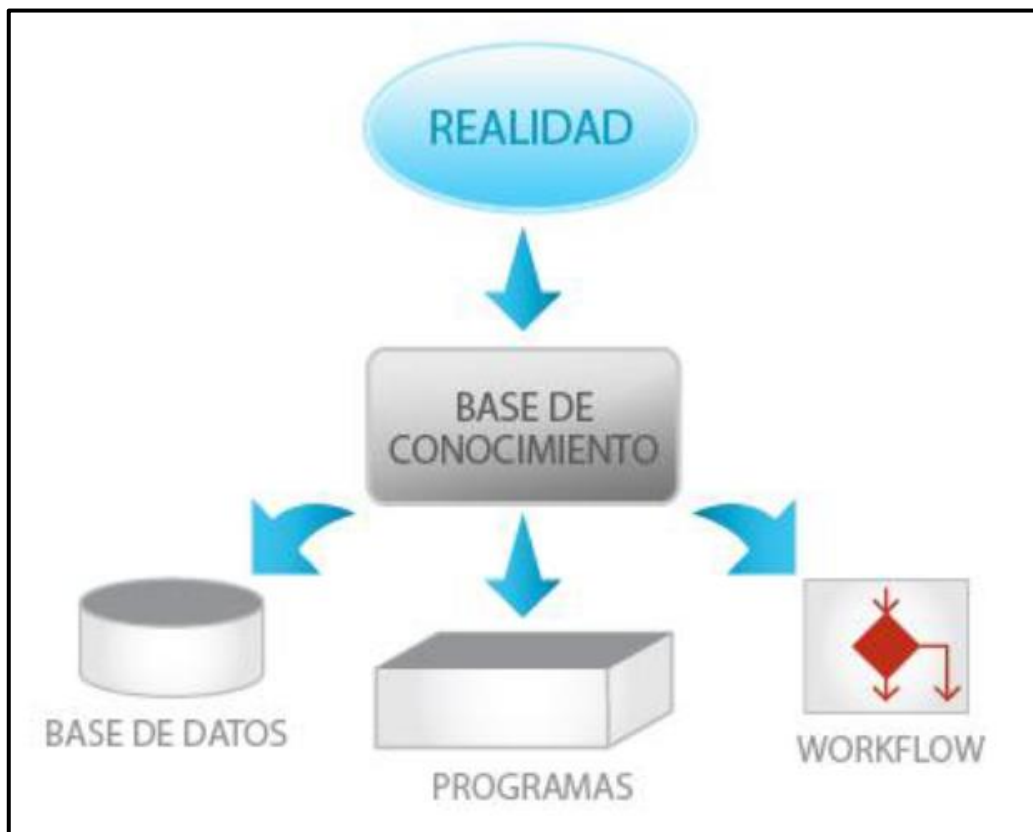 REALIDAD
BASE DE
CONOCIMIENTO
BASE DE DATOS
PROGRAMAS
WORKFLOW